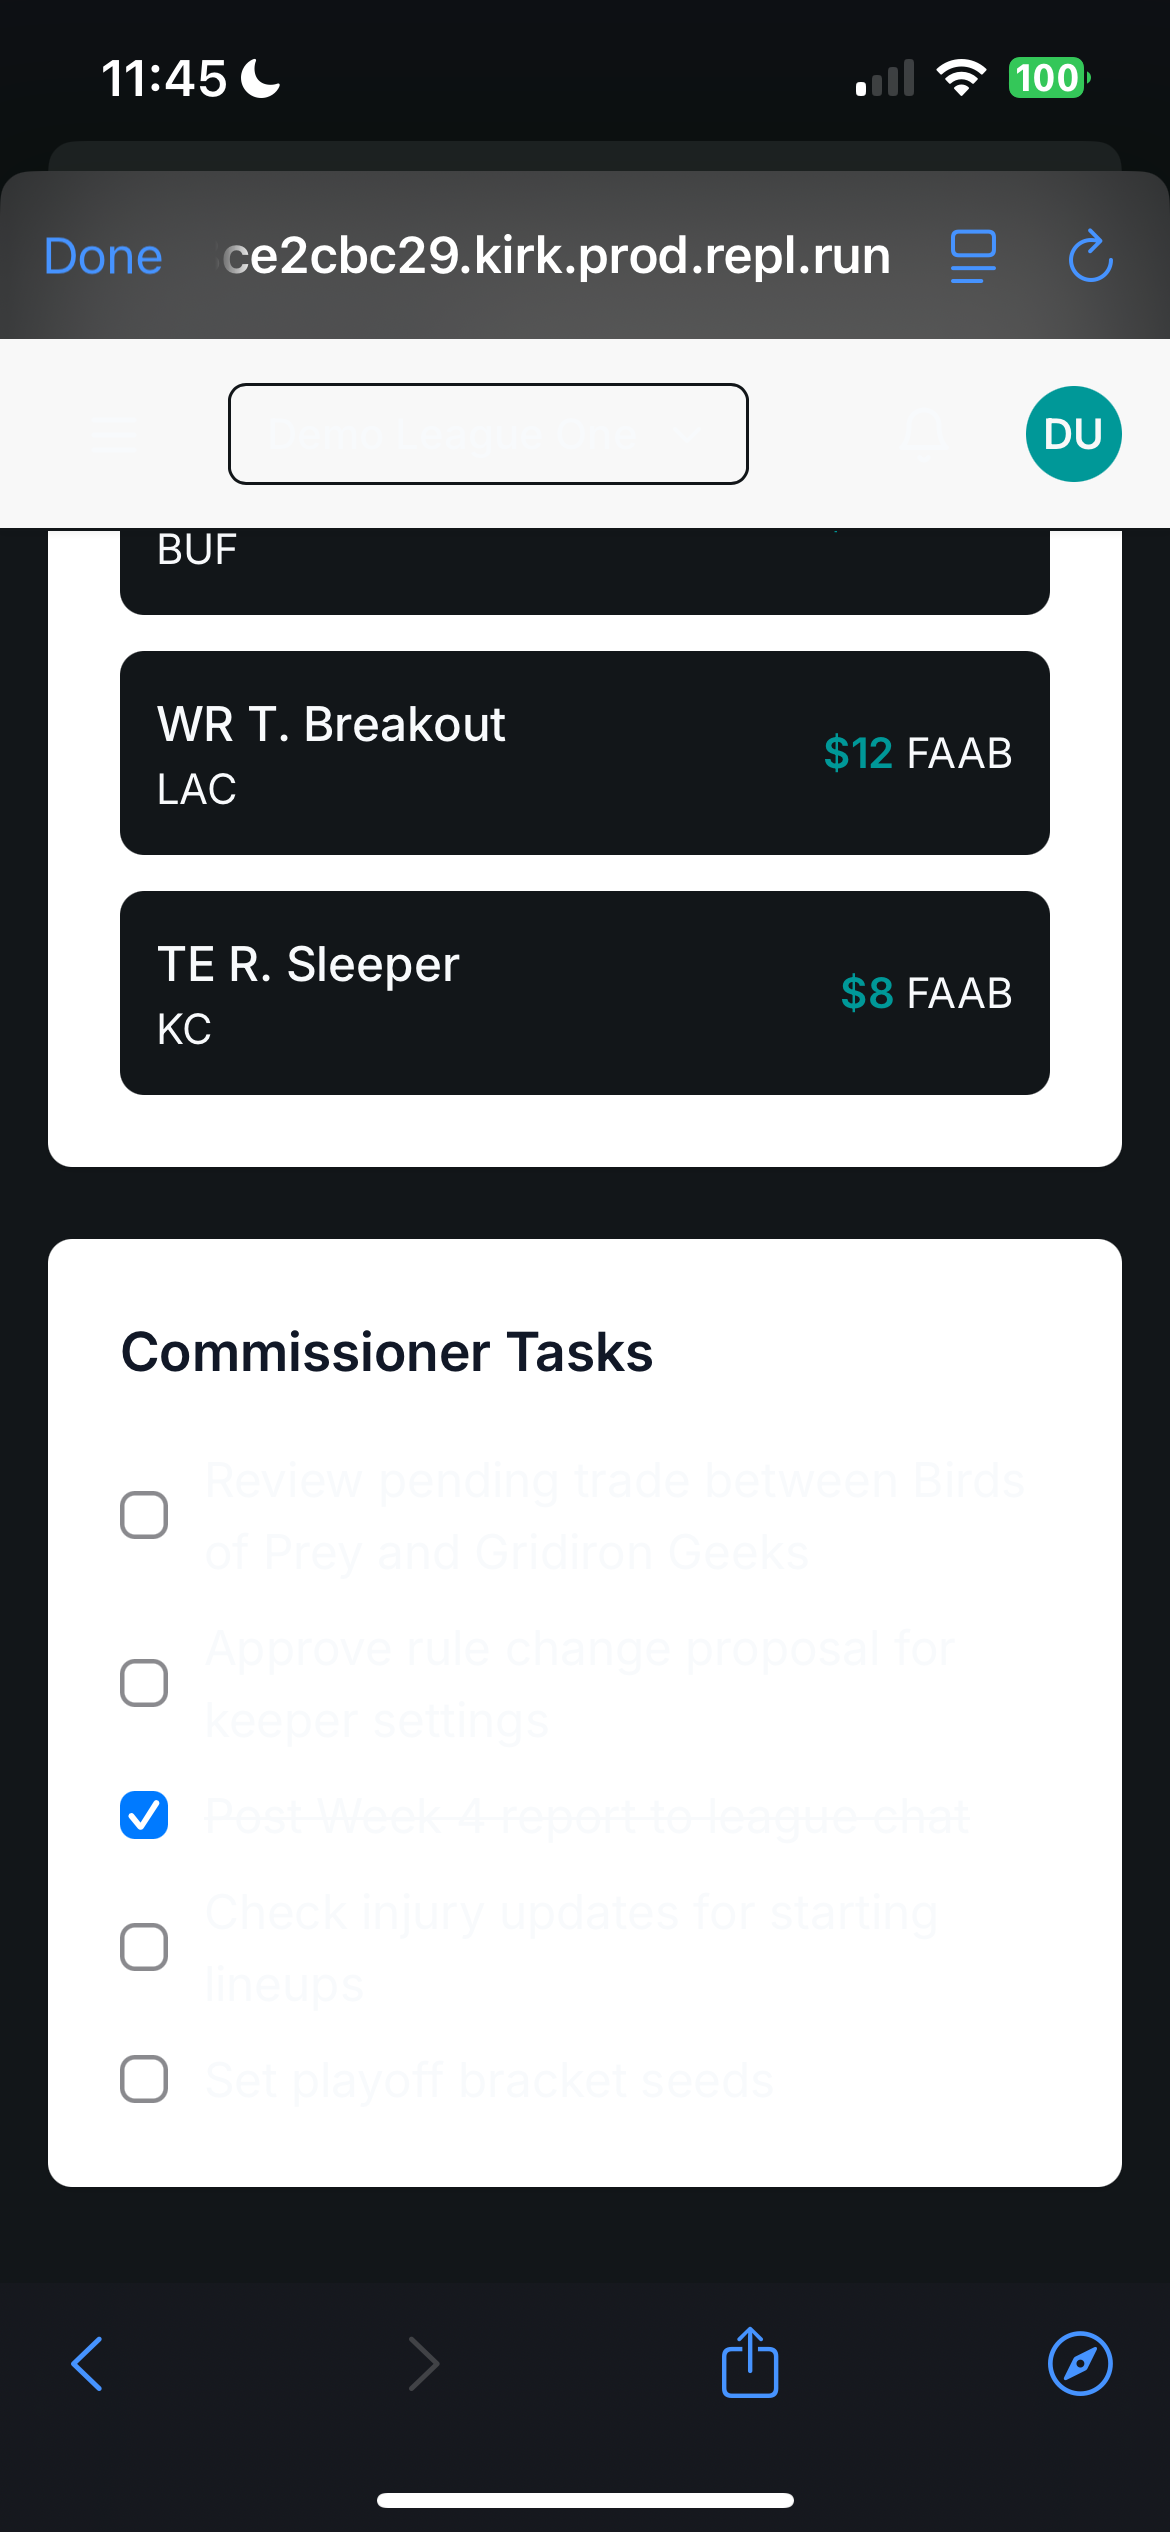 11:45
100
Done
ce2cbc29.kirk.prod.repl.run
Demo League One
DU
BUF
WR T. Breakout
LAC
$12 FAAB
TE R. Sleeper
KC
$8 FAAB
Commissioner Tasks
Review pending trade between Birds
of Prey and Gridiron Geeks
Approve rule change proposal for
keeper settings
Post Week 4 report to league chat
Check injury updates for starting
lineups
Set playoff bracket seeds